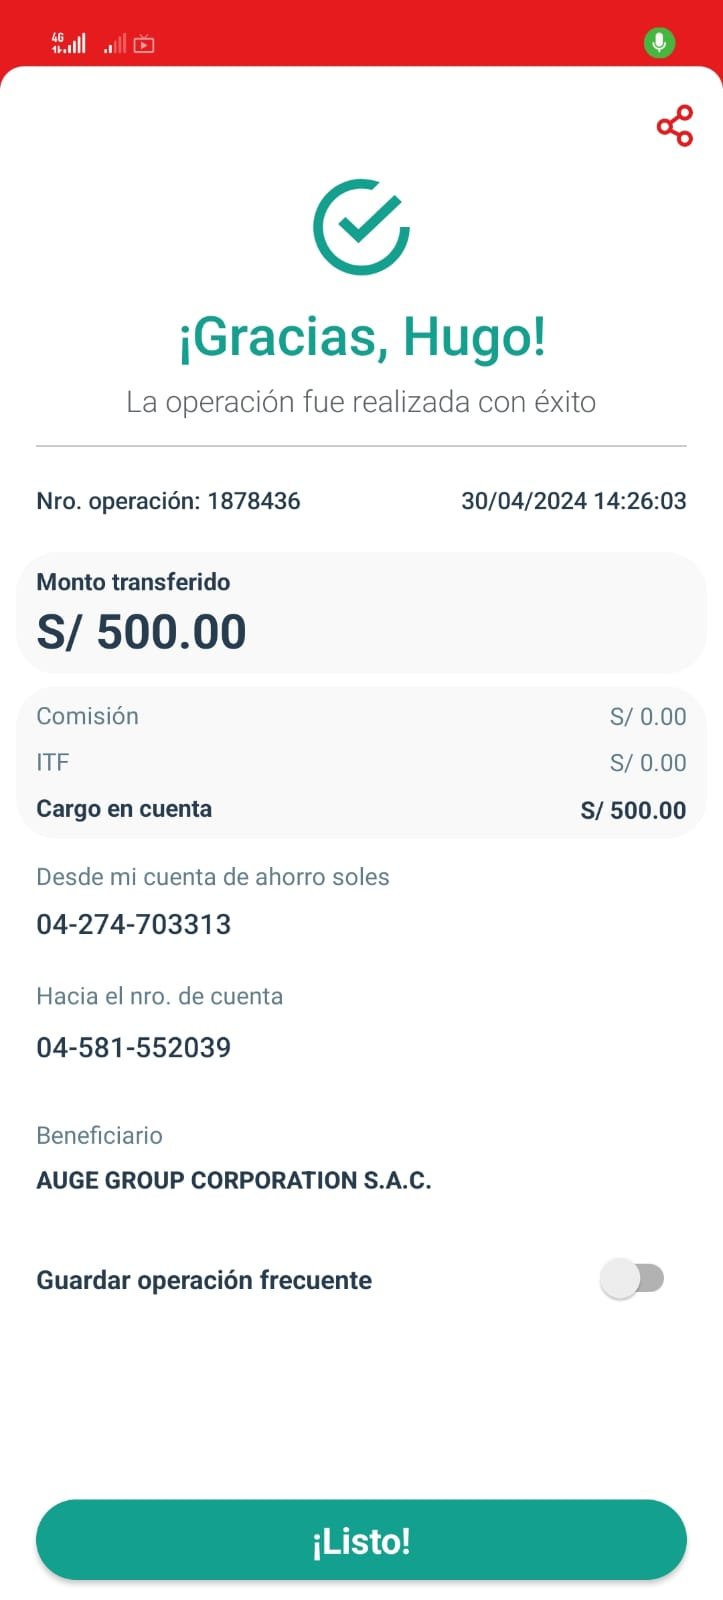 4G
¡Gracias, Hugo!
La operación fue realizada con éxito
Nro. operación: 1878436 30/04/2024 14:26:03
Monto transferido
S/ 500.00
Comisión S/ 0.00
ITF S/ 0.00
Cargo en cuenta S/ 500.00
Desde mi cuenta de ahorro soles
04-274-703313
Hacia el nro. de cuenta
04-581-552039
Beneficiario
AUGE GROUP CORPORATION S.A.C.
Guardar operación frecuente
¡Listo!